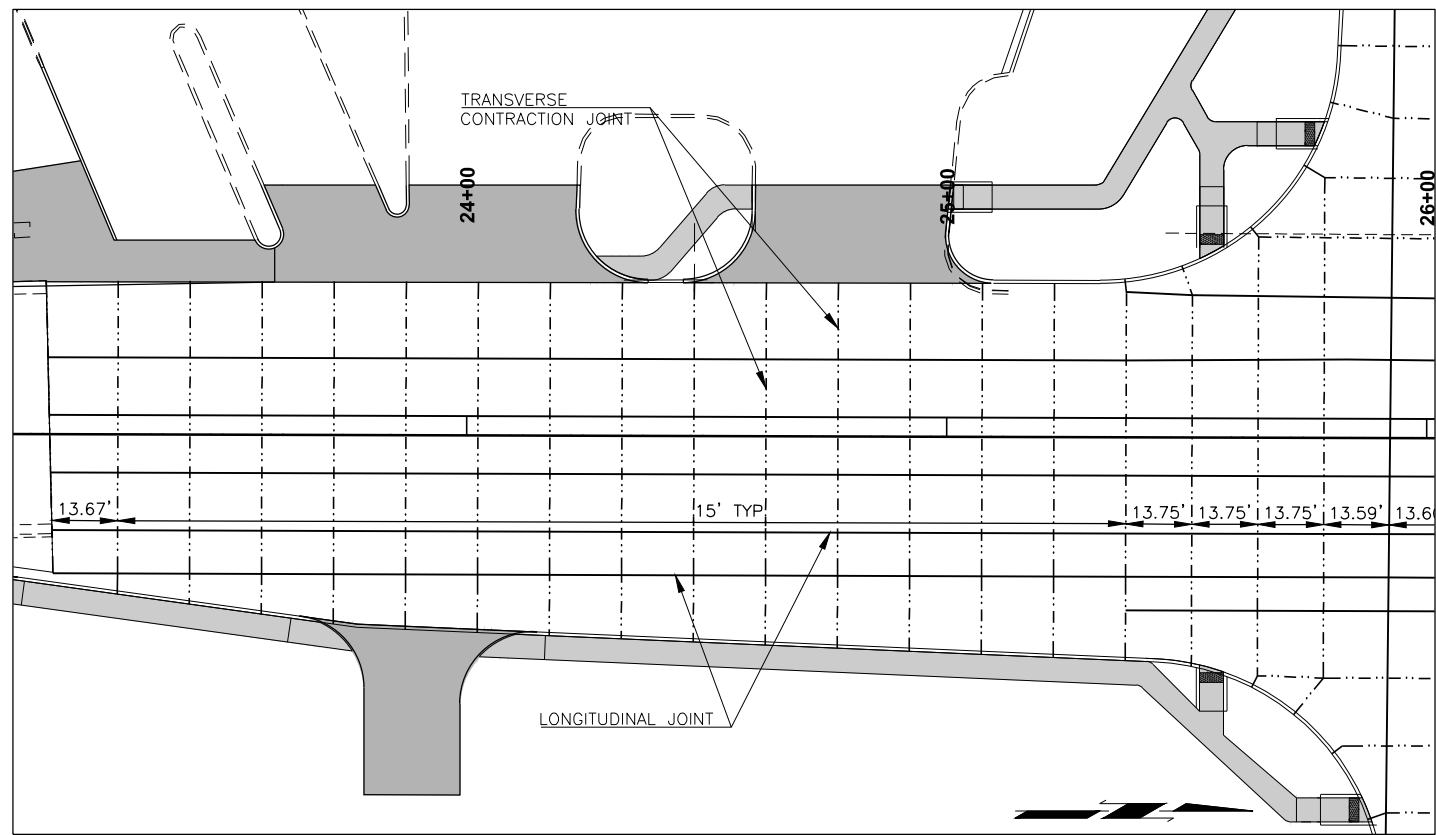 TRANSVERSE
CONTRACTION JOINT
24+00
25+00
26+00
13.67'
15' TYP
13.75'
13.75'
13.75'
13.59'
LONGITUDINAL JOINT